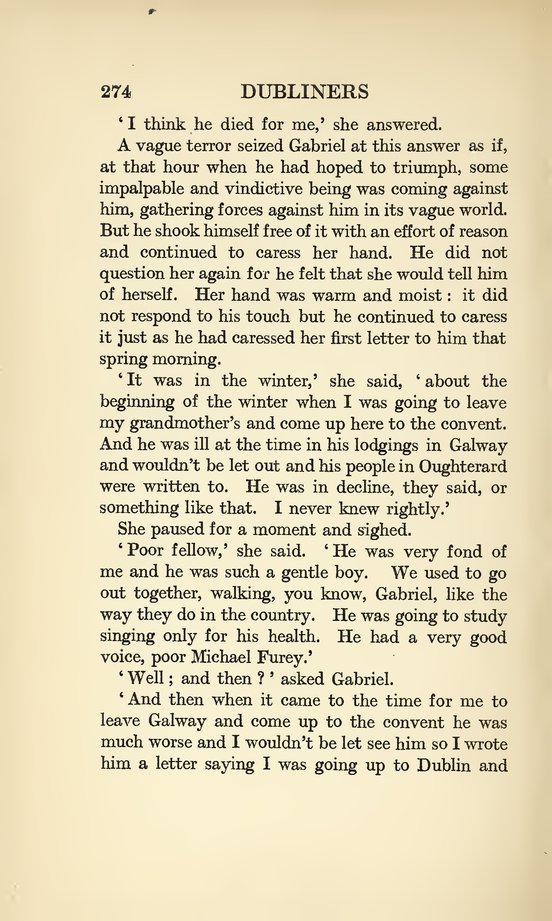 274 DUBLINERS
‘I think he died for me,’ she answered.
A vague terror seized Gabriel at this answer as if,
at that hour when he had hoped to triumph, some
impalpable and vindictive being was coming against
him, gathering forces against him in its vague world.
But he shook himself free of it with an effort of reason
and continued to caress her hand. He did not
question her again for he felt that she would tell him
of herself. Her hand was warm and moist : it did
not respond to his touch but he continued to caress
it just as he had caressed her first letter to him that
spring morning.
‘It was in the winter,’ she said, ‘about the
beginning of the winter when I was going to leave
my grandmother’s and come up here to the convent.
And he was ill at the time in his lodgings in Galway
and wouldn’t be let out and his people in Oughterard
were written to. He was in decline, they said, or
something like that. I never knew rightly.’
She paused for a moment and sighed.
‘Poor fellow,’ she said. ‘He was very fond of
me and he was such a gentle boy. We used to go
out together, walking, you know, Gabriel, like the
way they do in the country. He was going to study
singing only for his health. He had a very good
voice, poor Michael Furey.’
‘Well ; and then ?’ asked Gabriel.
‘And then when it came to the time for me to
leave Galway and come up to the convent he was
much worse and I wouldn’t be let see him so I wrote
him a letter saying I was going up to Dublin and